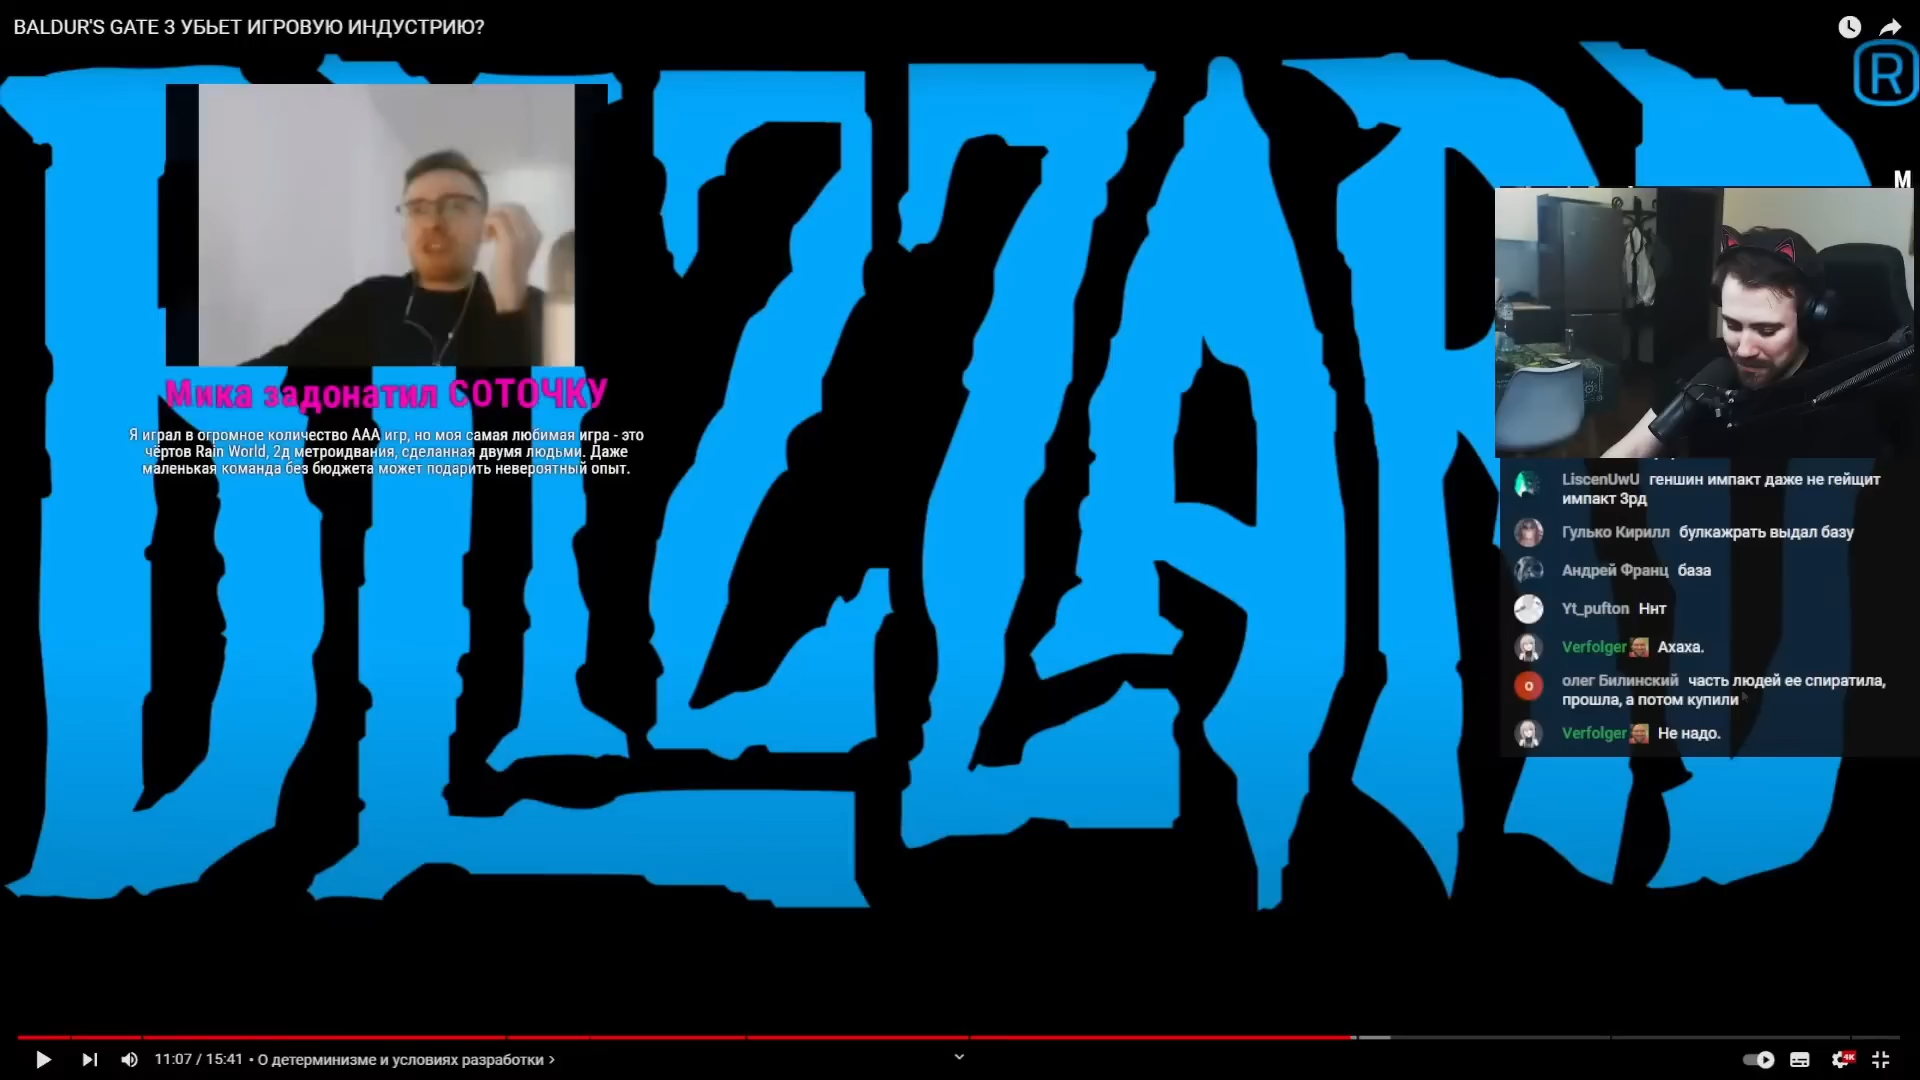 BALDUR'S GATE 3 УБЬЕТ ИГРОВУЮ ИНДУСТРИЮ?
BLIZZARD
®
М
Мика задонатил СОТОЧКУ
Я играл в огромное количество ААА игр, но моя самая любимая игра - это
чёртов Rain World, 2д метроидвания, сделанная двумя людьми. Даже
маленькая команда без бюджета может подарить невероятный опыт.
LiscenUwU геншин импакт даже не гейщит
импакт 3рд
Гулько Кирилл булкажрать выдал базу
Андрей Франц база
Yt_pufton Ннт
Verfolger Ахаха.
о
олег Билинский часть людей ее спиратила,
прошла, а потом купили
Verfolger Не надо.
11:07 / 15:41 • О детерминизме и условиях разработки ›
4K